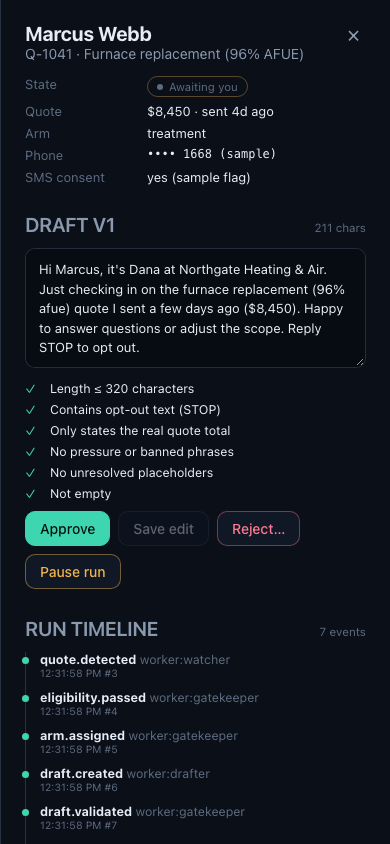 Marcus Webb
Q-1041 · Furnace replacement (96% AFUE)
State Awaiting you
Quote $8,450 · sent 4d ago
Arm treatment
Phone •••• 1668 (sample)
SMS consent yes (sample flag)
DRAFT V1 211 chars
Hi Marcus, it's Dana at Northgate Heating & Air.
Just checking in on the furnace replacement (96%
afue) quote I sent a few days ago ($8,450). Happy
to answer questions or adjust the scope. Reply
STOP to opt out.
✓ Length ≤ 320 characters
✓ Contains opt-out text (STOP)
✓ Only states the real quote total
✓ No pressure or banned phrases
✓ No unresolved placeholders
✓ Not empty
Approve Save edit Reject...
Pause run
RUN TIMELINE 7 events
quote.detected worker:watcher
12:31:58 PM #3
eligibility.passed worker:gatekeeper
12:31:58 PM #4
arm.assigned worker:gatekeeper
12:31:58 PM #5
draft.created worker:drafter
12:31:58 PM #6
draft.validated worker:gatekeeper
12:31:58 PM #7